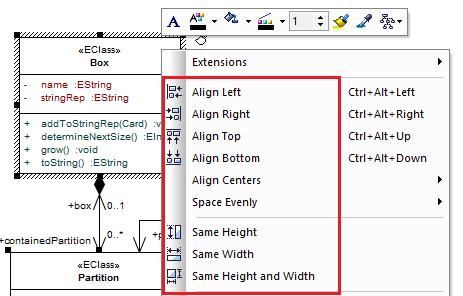 A
1
«EClass»
Box
- name :EString
- stringRep :EString
+ addToStringRep(Card) :v
+ determineNextSize() :EIn
+ grow() :void
+ toString() :EString
+box 0..1
+containedPartition 0..* +p
«EClass»
Partition
Extensions
Align Left Ctrl+Alt+Left
Align Right Ctrl+Alt+Right
Align Top Ctrl+Alt+Up
Align Bottom Ctrl+Alt+Down
Align Centers
Space Evenly
Same Height
Same Width
Same Height and Width